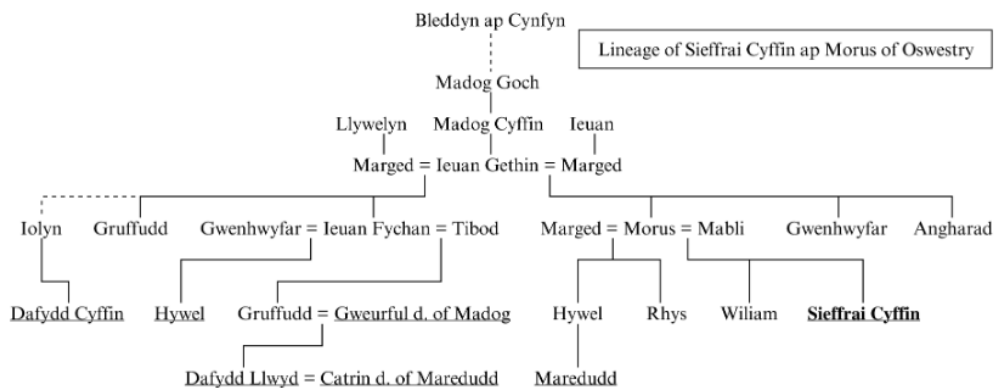 Bleddyn ap Cynfyn
Lineage of Sieffrai Cyffin ap Morus of Oswestry
Madog Goch
Llywelyn Madog Cyffin Ieuan
Marged = Ieuan Gethin = Marged
Iolyn Gruffudd Gwenhwyfar = Ieuan Fychan = Tibod Marged = Morus = Mabli Gwenhwyfar Angharad
Dafydd Cyffin Hywel Gruffudd = Gweurful d. of Madog Hywel Rhys Wiliam Sieffrai Cyffin
Dafydd Llwyd = Catrin d. of Maredudd Maredudd